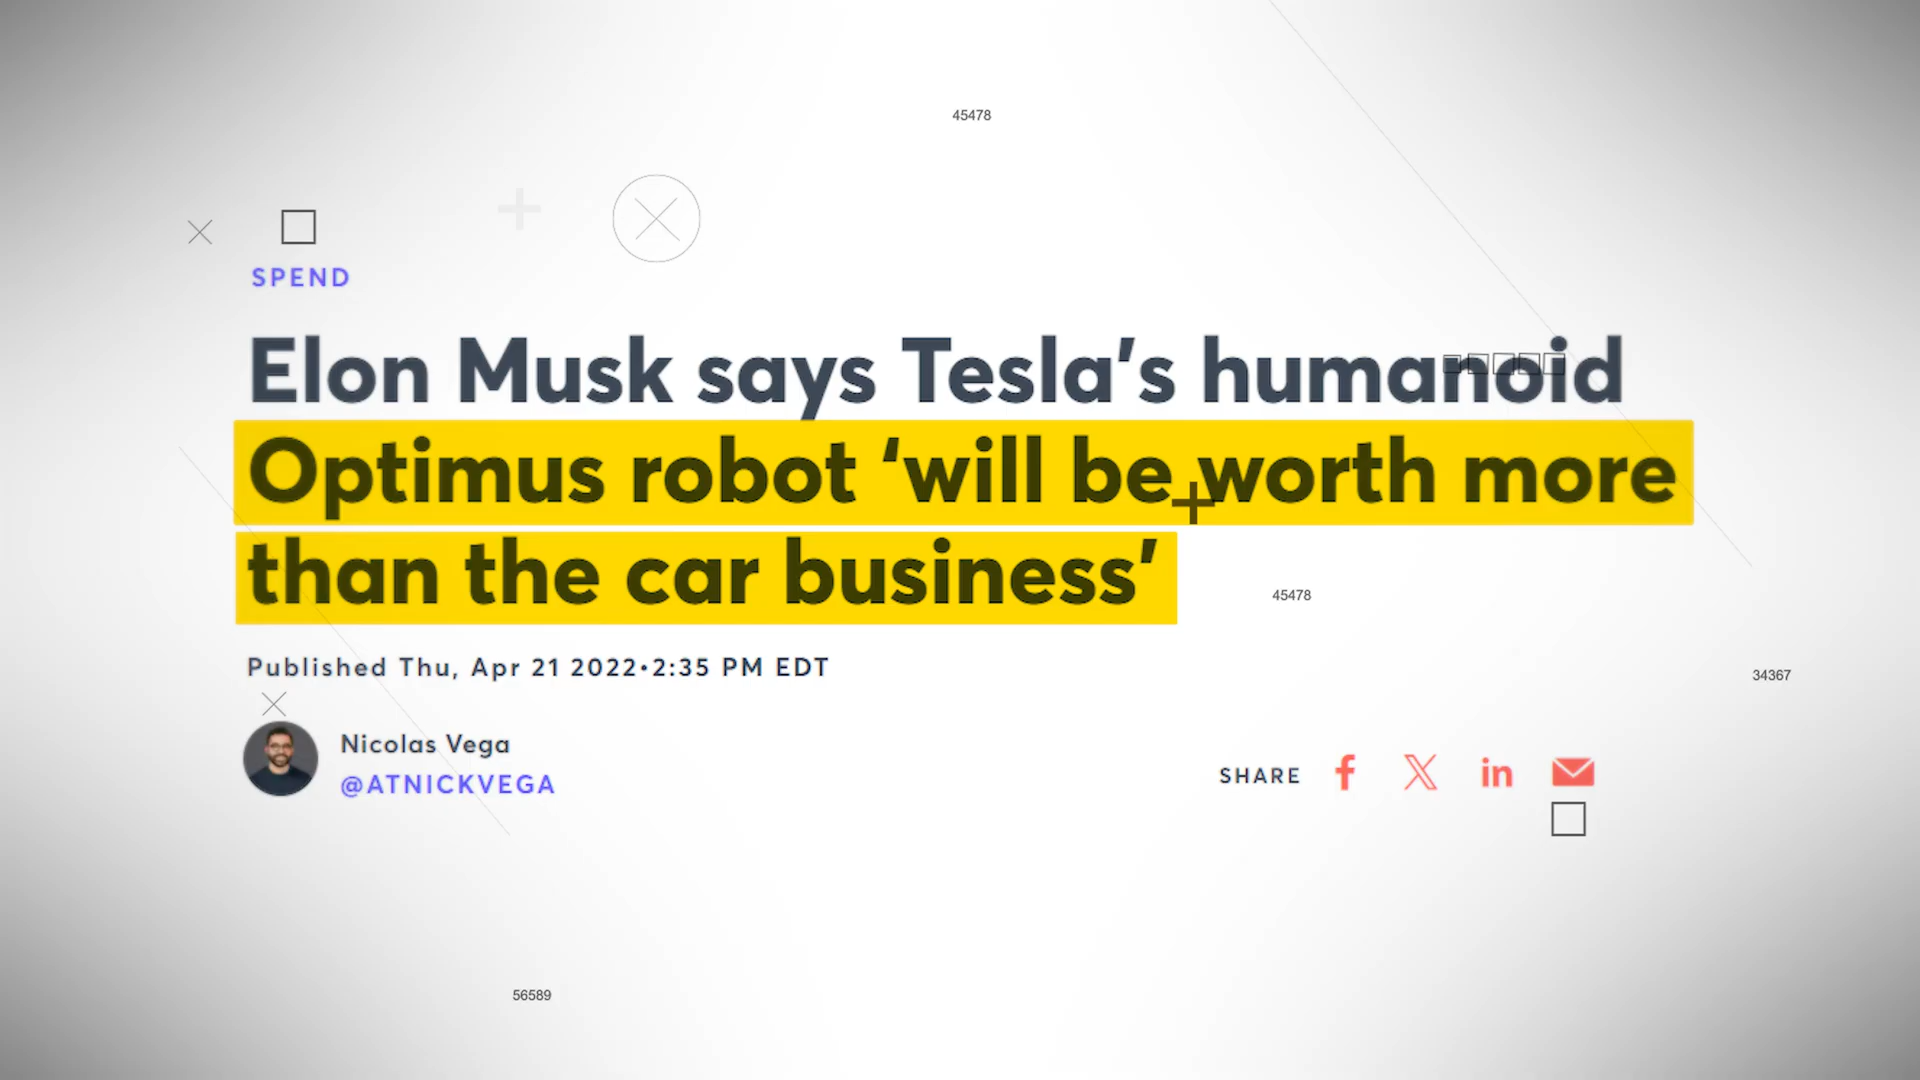 45478
SPEND
Elon Musk says Tesla’s humanoid
Optimus robot ‘will be worth more
than the car business’
45478
Published Thu, Apr 21 2022•2:35 PM EDT
34367
Nicolas Vega
@ATNICKVEGA
SHARE f X in
56589